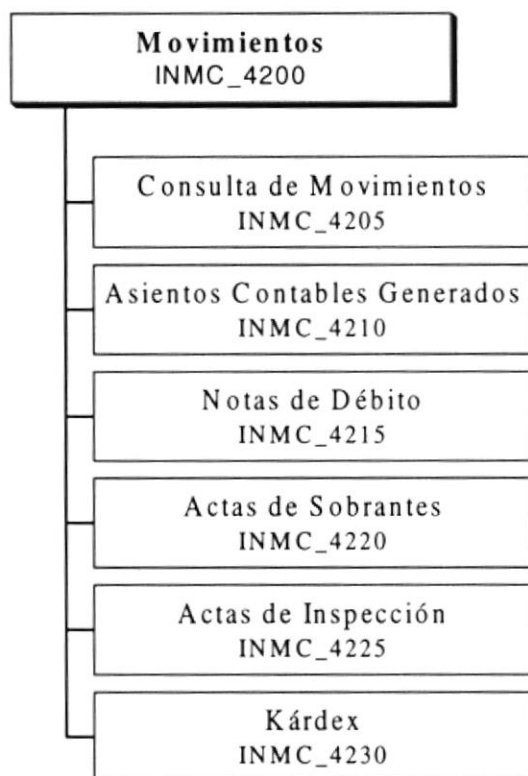 Movimientos
INMC_4200
Consulta de Movimientos
INMC_4205
Asientos Contables Generados
INMC_4210
Notas de Débito
INMC_4215
Actas de Sobrantes
INMC_4220
Actas de Inspección
INMC_4225
Kárdex
INMC_4230